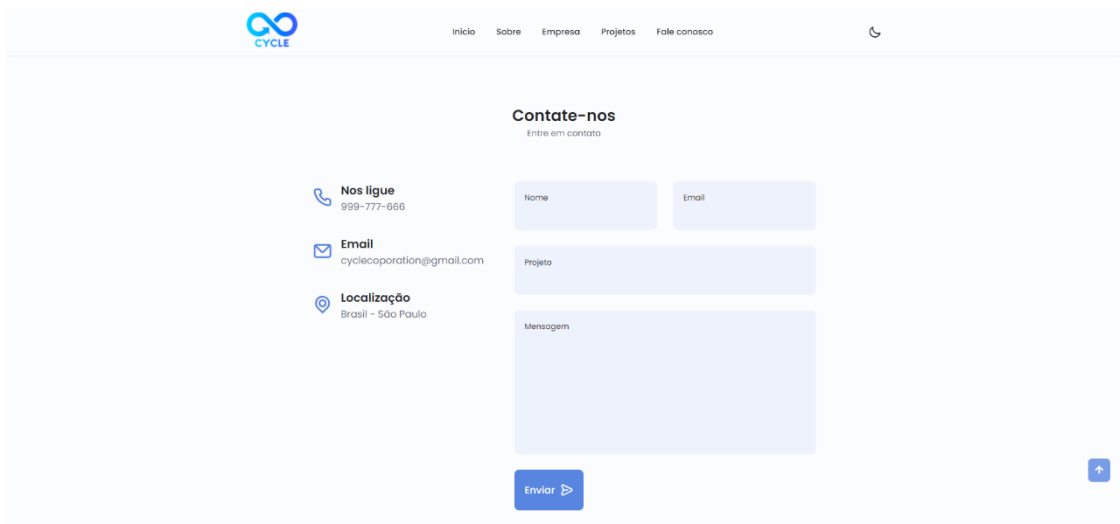 CYCLE
Início Sobre Empresa Projetos Fale conosco
Contate-nos
Entre em contato
Nos ligue
999-777-666
Email
cyclecoporation@gmail.com
Localização
Brasil - São Paulo
Nome Email
Projeto
Mensagem
Enviar